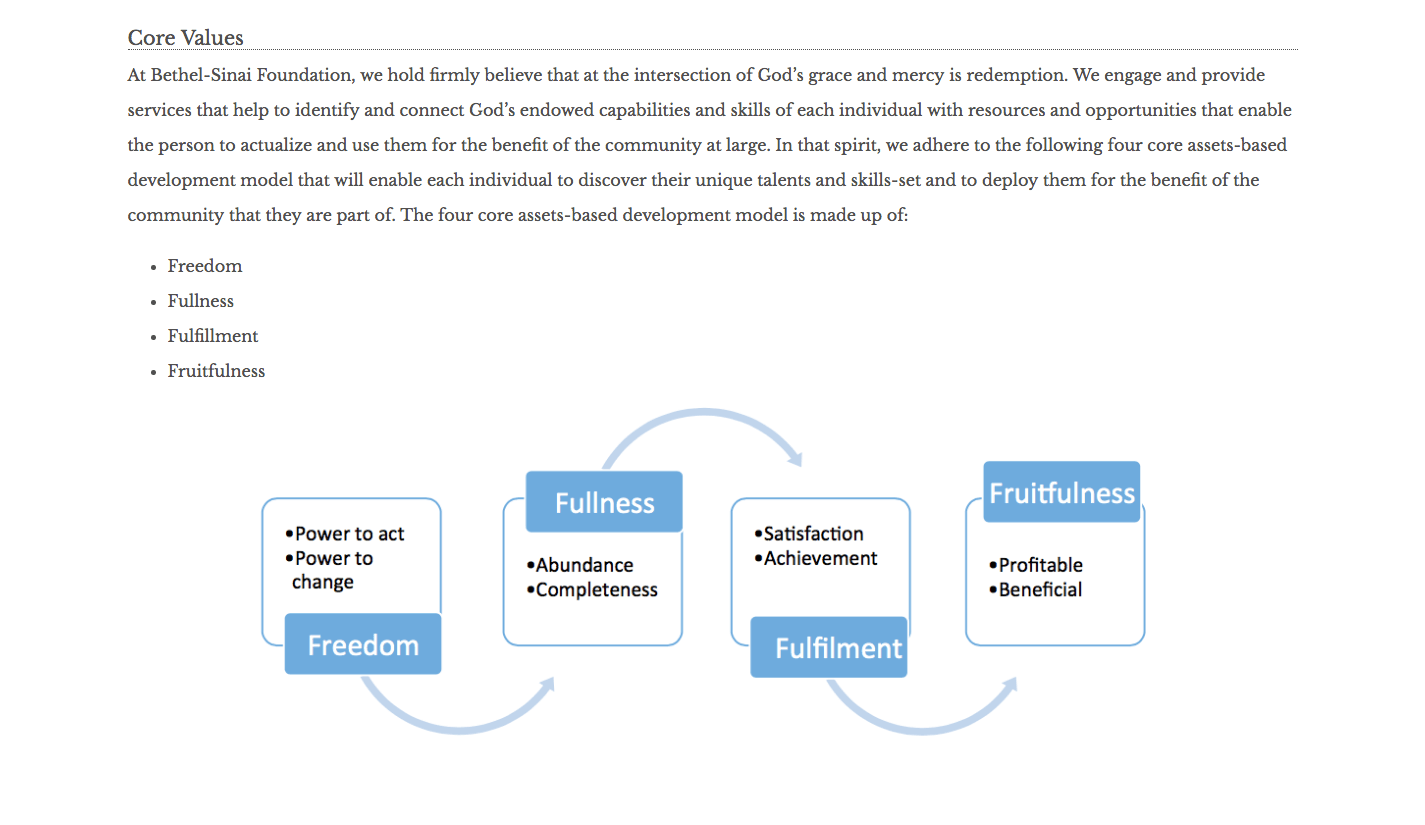 Core Values
At Bethel-Sinai Foundation, we hold firmly believe that at the intersection of God’s grace and mercy is redemption. We engage and provide
services that help to identify and connect God’s endowed capabilities and skills of each individual with resources and opportunities that enable
the person to actualize and use them for the benefit of the community at large. In that spirit, we adhere to the following four core assets-based
development model that will enable each individual to discover their unique talents and skills-set and to deploy them for the benefit of the
community that they are part of. The four core assets-based development model is made up of:
• Freedom
• Fullness
• Fulfillment
• Fruitfulness
•Power to act
•Power to
change
Freedom
Fullness
•Abundance
•Completeness
•Satisfaction
•Achievement
Fulfilment
Fruitfulness
•Profitable
•Beneficial